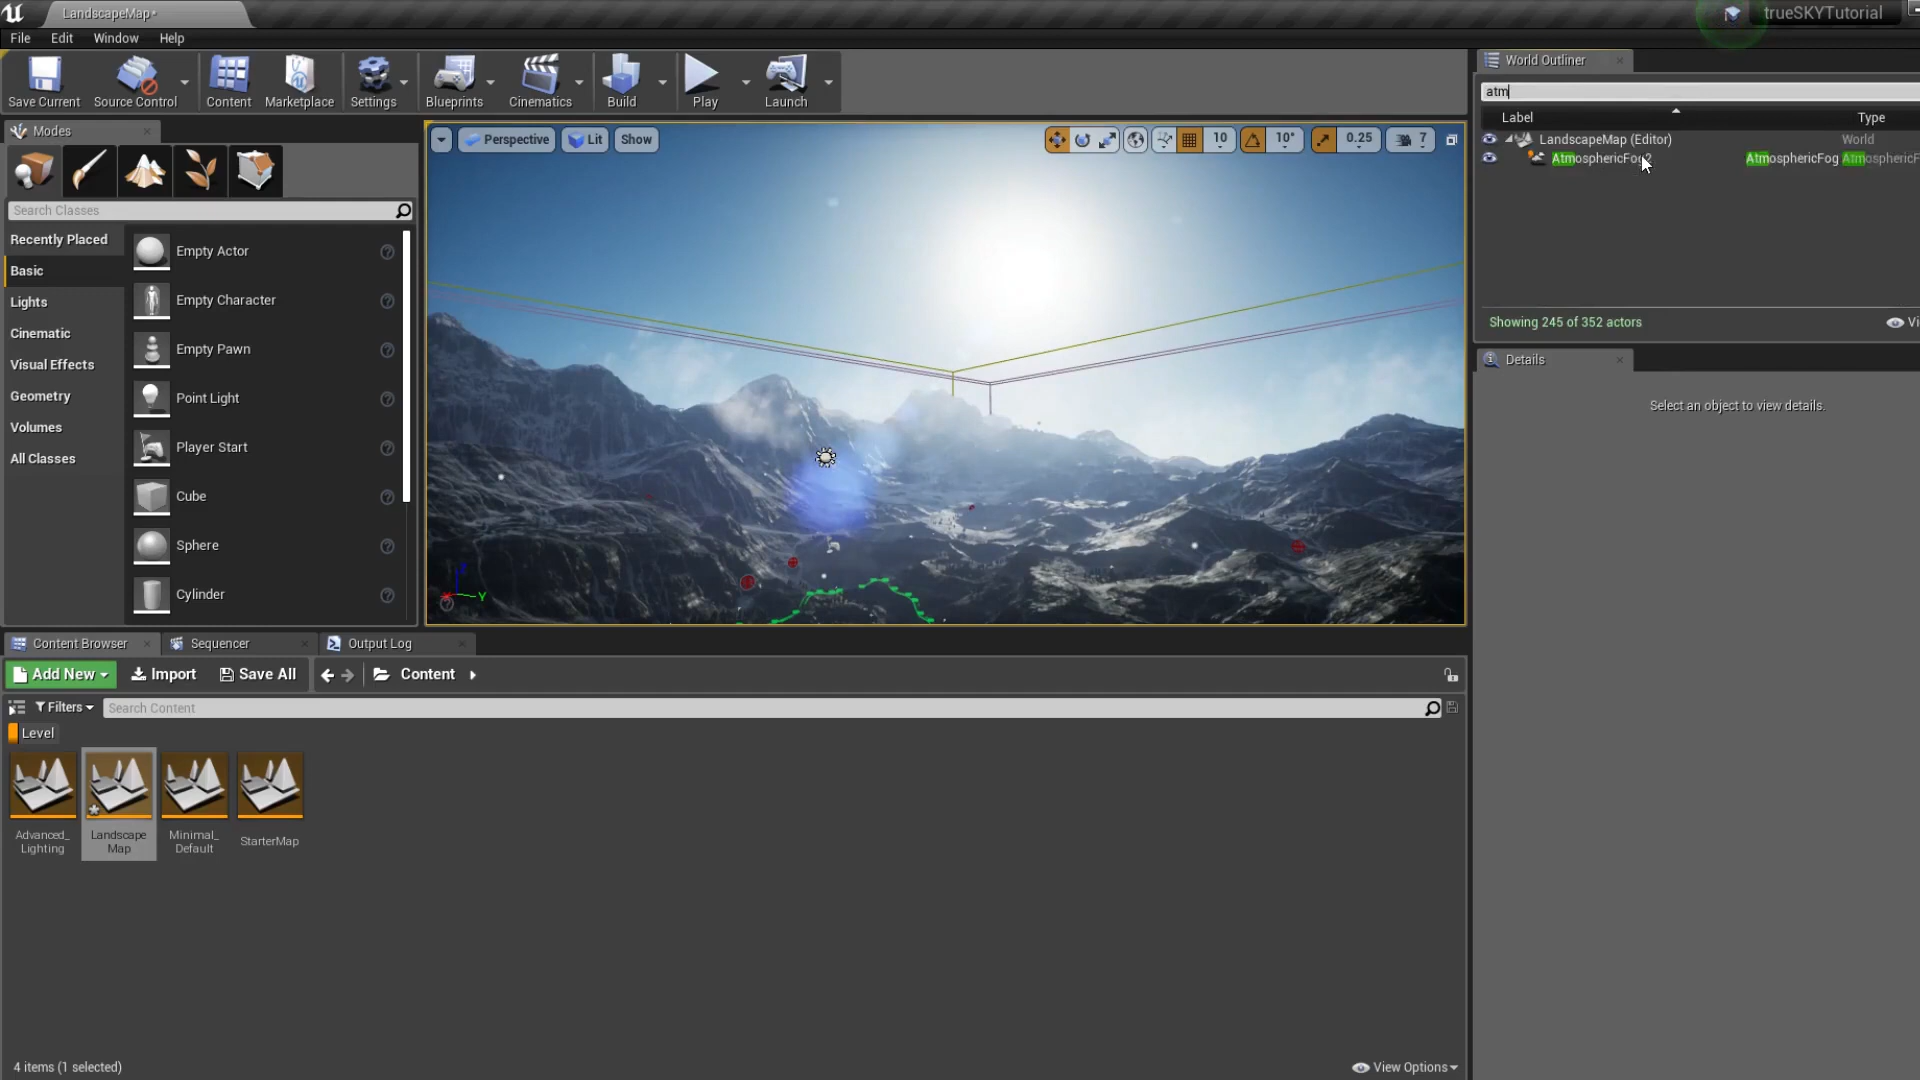 LandscapeMap*
trueSKYTutorial
File Edit Window Help
Save Current
Source Control
Content
Marketplace
Settings
Blueprints
Cinematics
Build
Play
Launch
World Outliner
atm
Label Type
LandscapeMap (Editor) World
AtmosphericFog2 AtmosphericFog AtmosphericF
Showing 245 of 352 actors
Vi
Details
Select an object to view details.
Modes
Search Classes
Recently Placed
Basic
Lights
Cinematic
Visual Effects
Geometry
Volumes
All Classes
Empty Actor
Empty Character
Empty Pawn
Point Light
Player Start
Cube
Sphere
Cylinder
Perspective Lit Show
10 10° 0.25 7
Y
Content Browser
Sequencer
Output Log
Add New Import Save All Content
Filters Search Content
Level
Advanced_
Lighting
Landscape
Map
Minimal_
Default
StarterMap
4 items (1 selected)
View Options